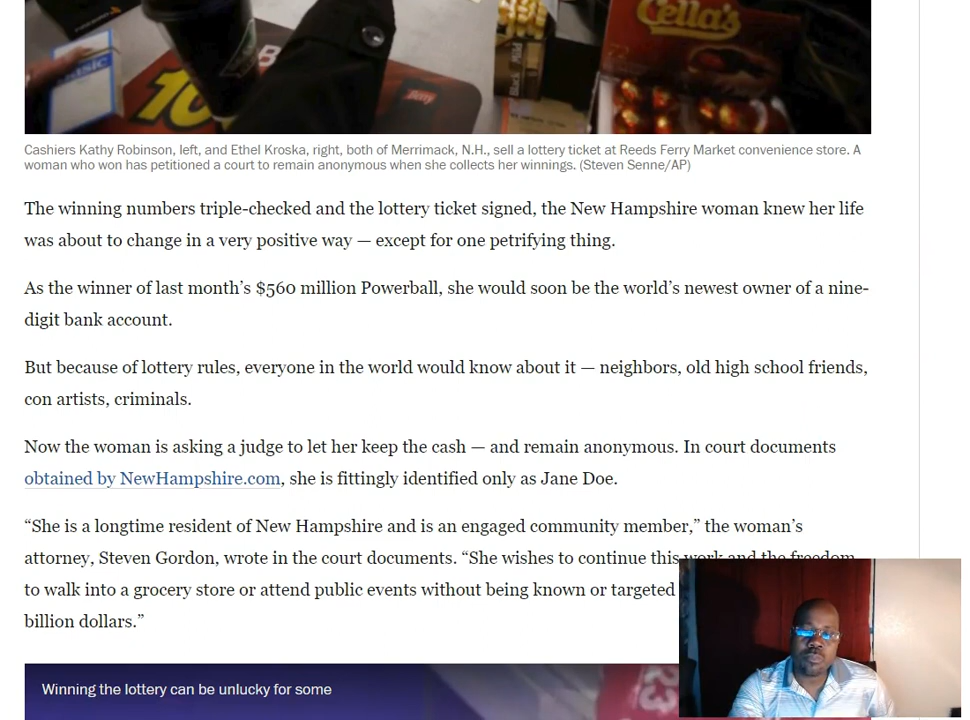 Cella's
10
Cashiers Kathy Robinson, left, and Ethel Kroska, right, both of Merrimack, N.H., sell a lottery ticket at Reeds Ferry Market convenience store. A
woman who won has petitioned a court to remain anonymous when she collects her winnings. (Steven Senne/AP)
The winning numbers triple-checked and the lottery ticket signed, the New Hampshire woman knew her life
was about to change in a very positive way — except for one petrifying thing.
As the winner of last month’s $560 million Powerball, she would soon be the world’s newest owner of a nine-
digit bank account.
But because of lottery rules, everyone in the world would know about it — neighbors, old high school friends,
con artists, criminals.
Now the woman is asking a judge to let her keep the cash — and remain anonymous. In court documents
obtained by NewHampshire.com, she is fittingly identified only as Jane Doe.
“She is a longtime resident of New Hampshire and is an engaged community member,” the woman’s
attorney, Steven Gordon, wrote in the court documents. “She wishes to continue this work and the freedom
to walk into a grocery store or attend public events without being known or targeted
billion dollars.”
Winning the lottery can be unlucky for some
23